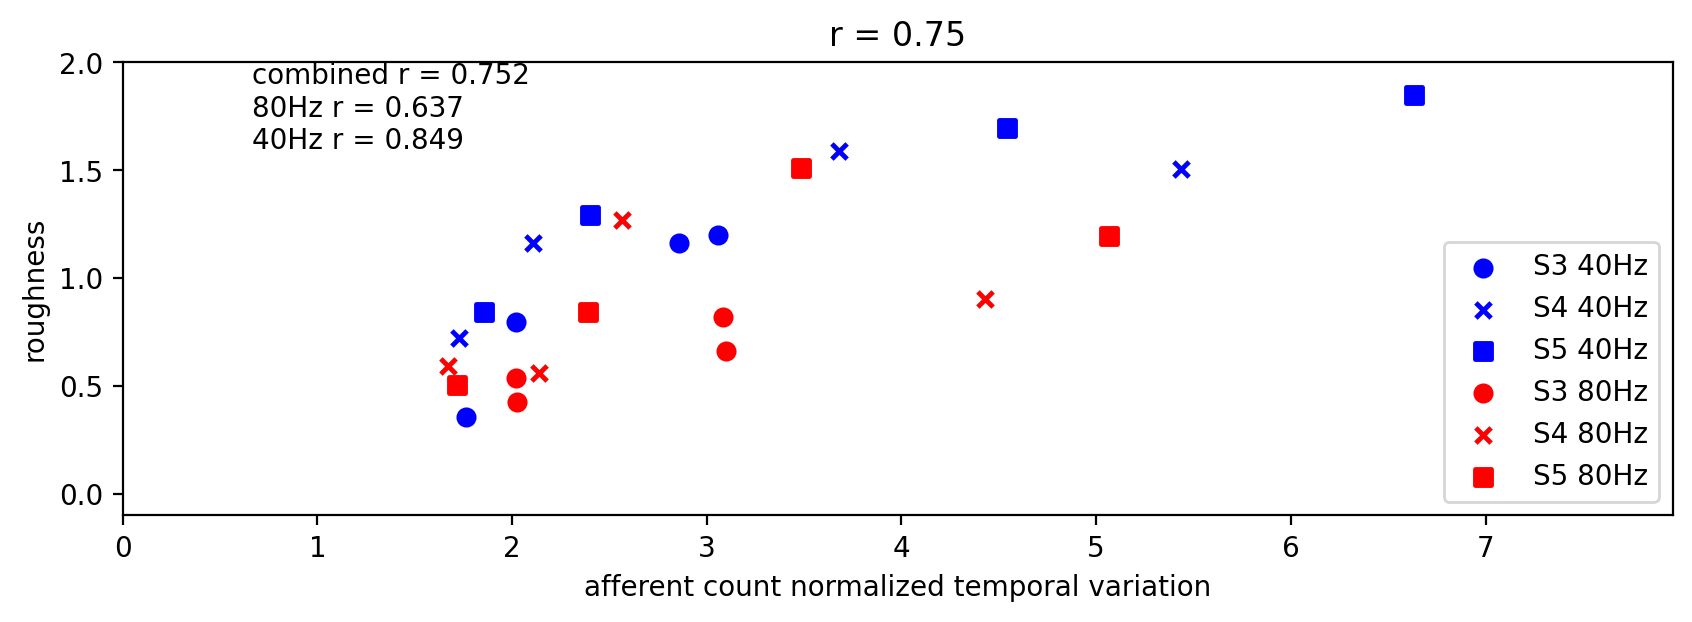 r = 0.75
combined r = 0.752
80Hz r = 0.637
40Hz r = 0.849
2.0
1.5
1.0
0.5
0.0
roughness
S3 40Hz
S4 40Hz
S5 40Hz
S3 80Hz
S4 80Hz
S5 80Hz
0 1 2 3 4 5 6 7
afferent count normalized temporal variation